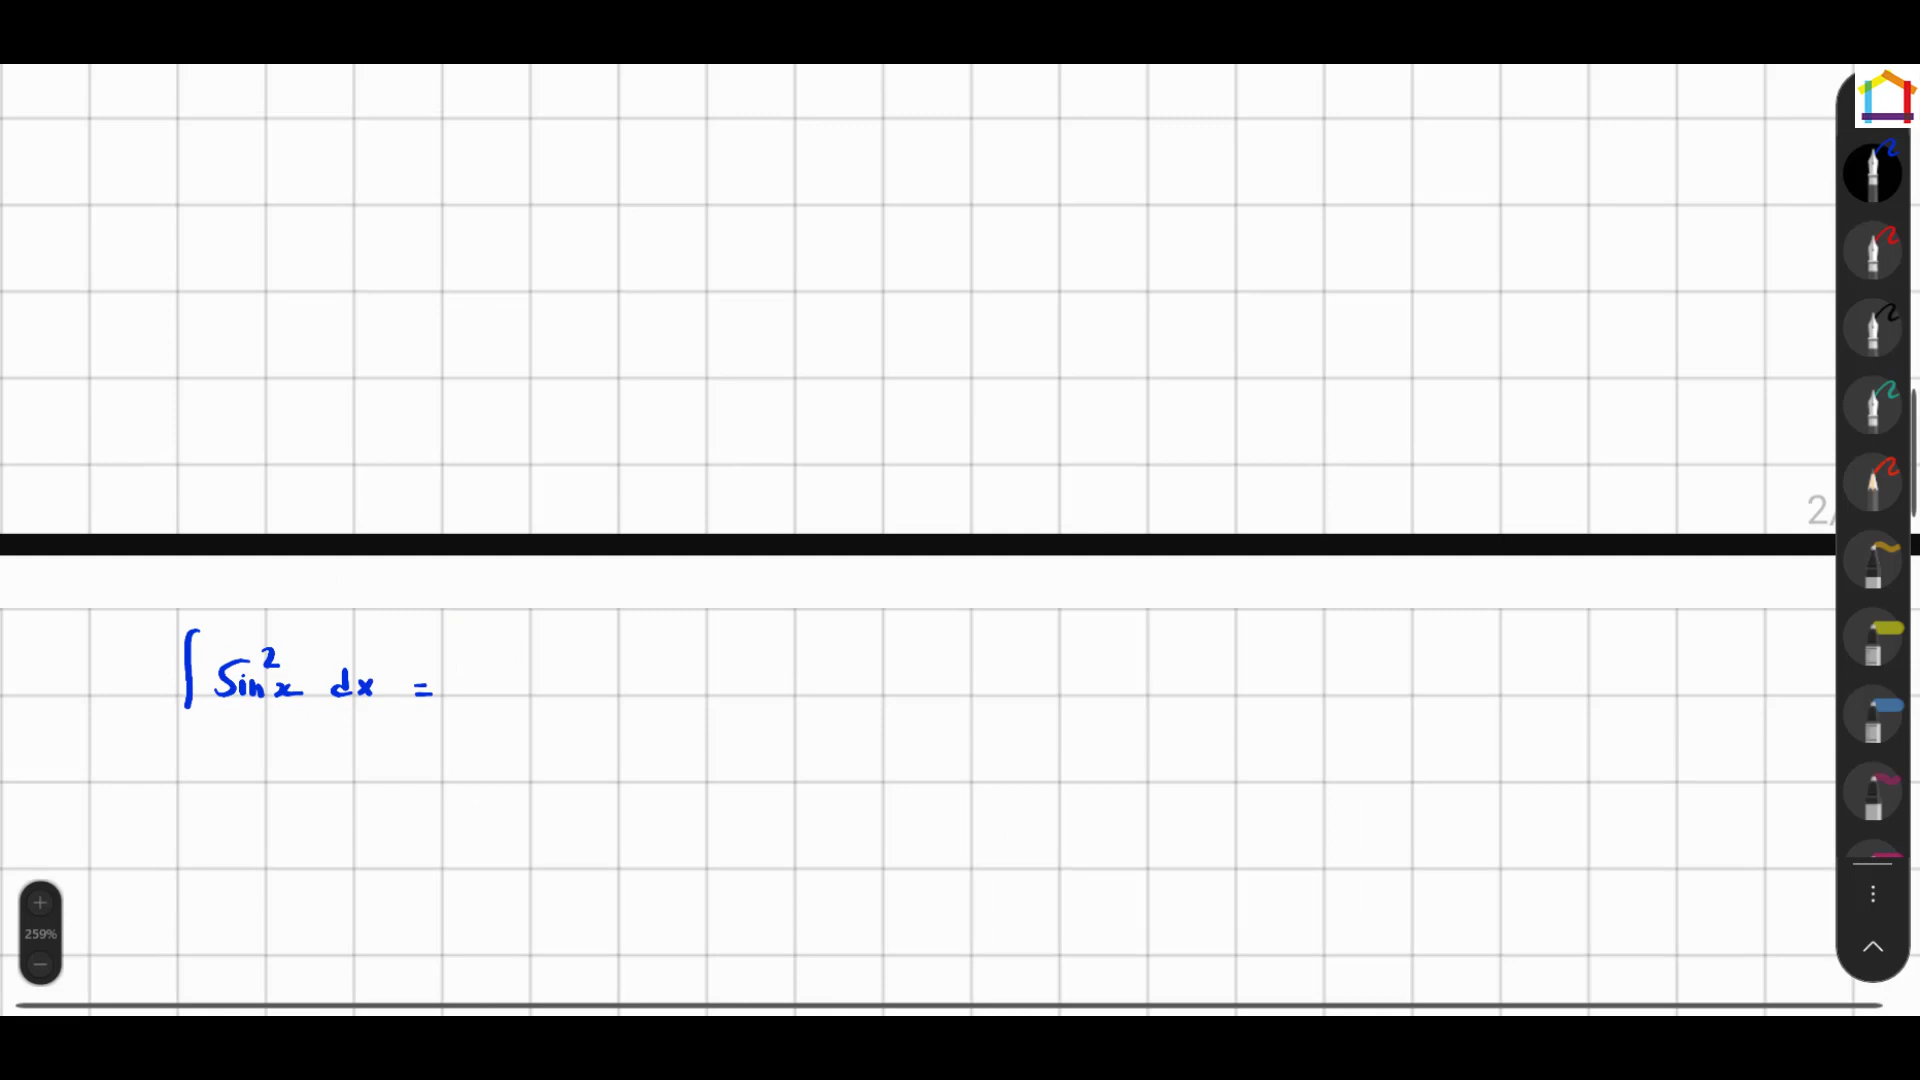 2/
∫ Sin²x dx =
259%